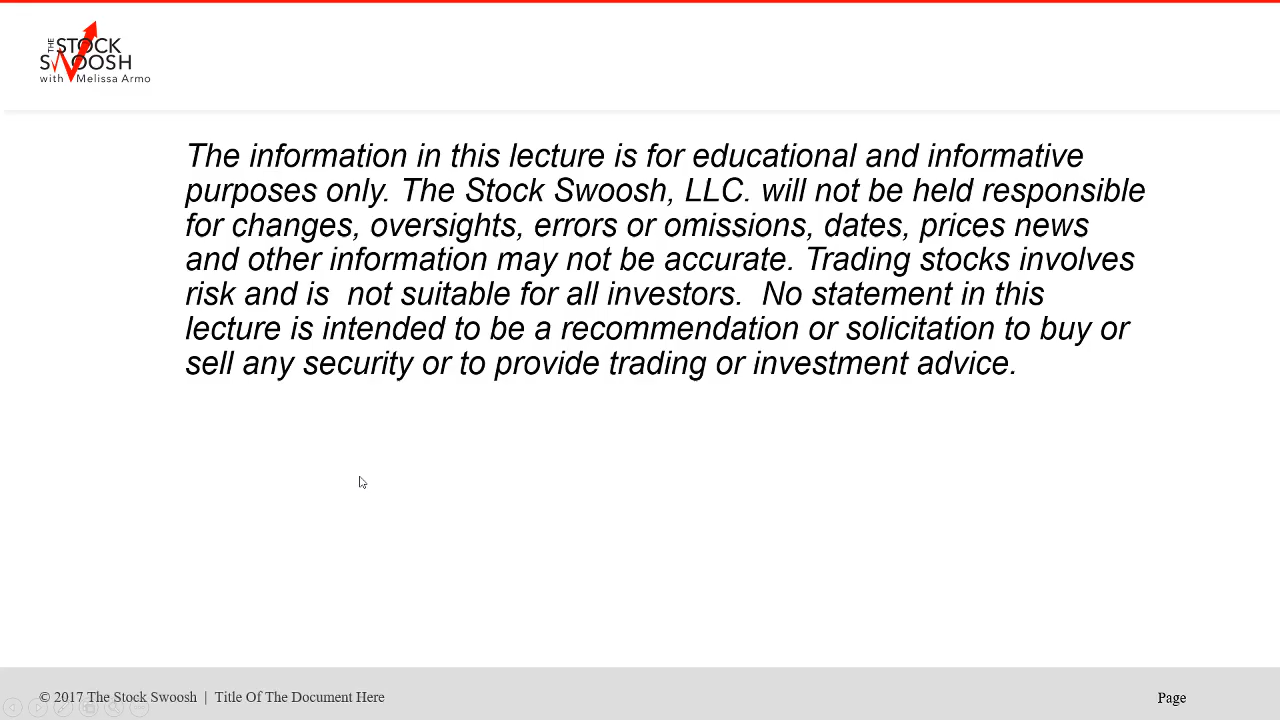 THE STOCK
SWOOSH
with Melissa Armo
The information in this lecture is for educational and informative
purposes only. The Stock Swoosh, LLC. will not be held responsible
for changes, oversights, errors or omissions, dates, prices news
and other information may not be accurate. Trading stocks involves
risk and is  not suitable for all investors.  No statement in this
lecture is intended to be a recommendation or solicitation to buy or
sell any security or to provide trading or investment advice.
© 2017 The Stock Swoosh | Title Of The Document Here
Page